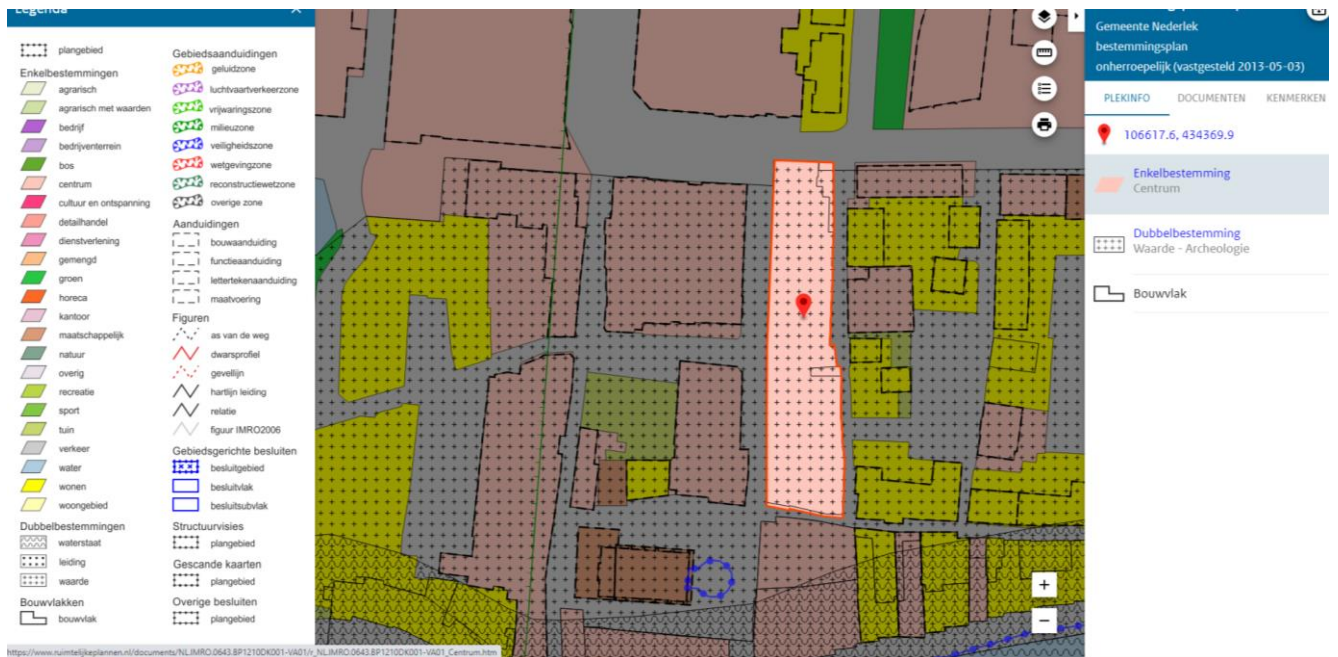 Legenda
plangebied
Enkelbestemmingen
agrarisch
agrarisch met waarden
bedrijf
bedrijventerrein
bos
centrum
cultuur en ontspanning
detailhandel
dienstverlening
gemengd
groen
horeca
kantoor
maatschappelijk
natuur
overig
recreatie
sport
tuin
verkeer
water
wonen
woongebied
Dubbelbestemmingen
waterstaat
leiding
waarde
Bouwvlakken
bouwvlak
Gebiedsaanduidingen
geluidzone
luchtvaartverkeerzone
vrijwaringszone
milieuzone
veiligheidszone
wetgevingzone
reconstructiewetzone
overige zone
Aanduidingen
bouwaanduiding
functieaanduiding
lettertekenaanduiding
maatvoering
Figuren
as van de weg
dwarsprofiel
gevellijn
hartlijn leiding
relatie
figuur IMRO2006
Gebiedsgerichte besluiten
besluitgebied
besluitvlak
besluitsubvlak
Structuurvisies
plangebied
Gescande kaarten
plangebied
Overige besluiten
plangebied
https://www.ruimtelijkeplannen.nl/documents/NL.IMRO.0643.BP1210DK001-VA01/r_NL.IMRO.0643.BP1210DK001-VA01_Centrum.htm
+
−
Gemeente Nederlek
bestemmingsplan
onherroepelijk (vastgesteld 2013-05-03)
PLEKINFO DOCUMENTEN KENMERKEN
106617.6, 434369.9
Enkelbestemming
Centrum
Dubbelbestemming
Waarde - Archeologie
Bouwvlak